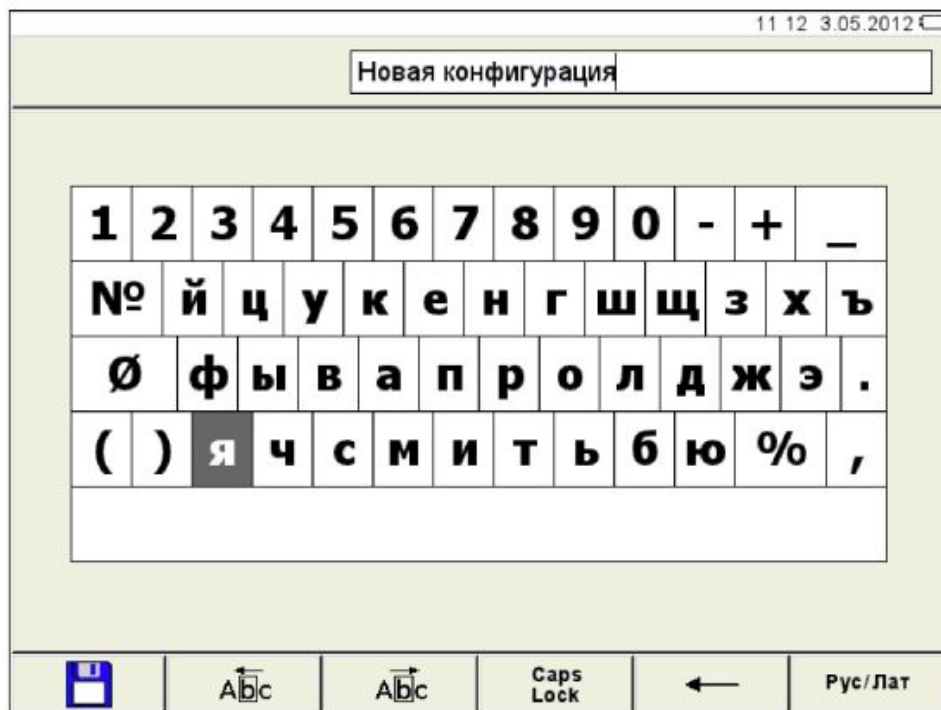 11 12 3.05.2012
Новая конфигурация
1 2 3 4 5 6 7 8 9 0 - + _
№ й ц у к е н г ш щ з х ъ
Ø ф ы в а п р о л д ж э .
( ) я ч с м и т ь б ю % ,
Abc Abc Caps Lock Рус/Лат